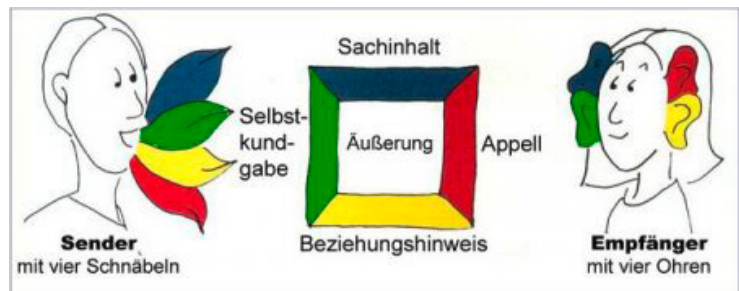 Sachinhalt
Selbst-
kund-
gabe
Äußerung
Appell
Beziehungshinweis
Sender
mit vier Schnäbeln
Empfänger
mit vier Ohren